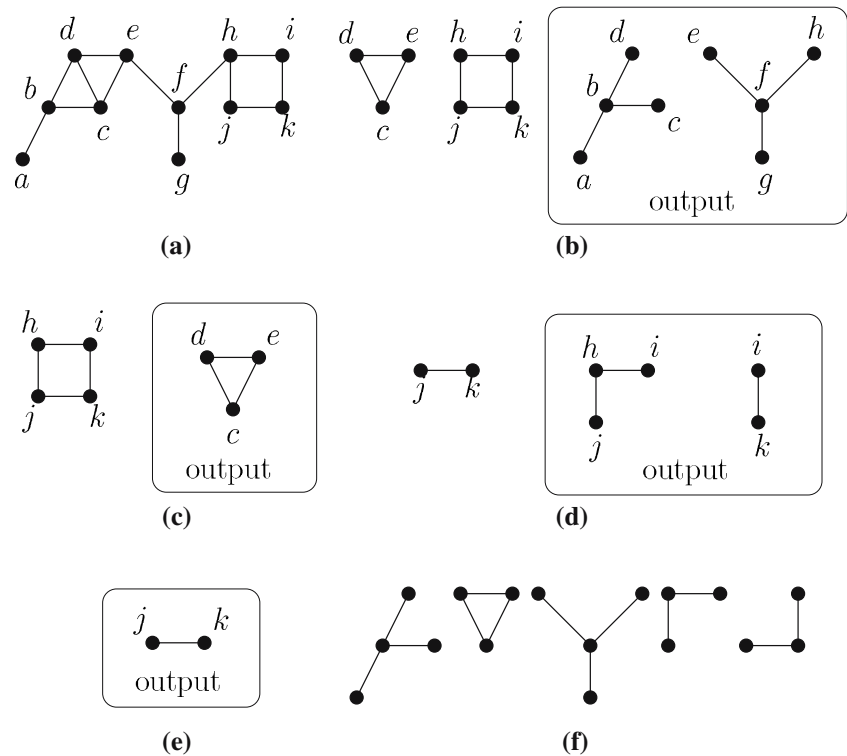 d e h i
b f
c j k
a g
(a)
d e h i
c j k
d e h
b f
c
a g
output
(b)
h i
j k
d e
c
output
(c)
j k
h i i
j k
output
(d)
j k
output
(e)
(f)